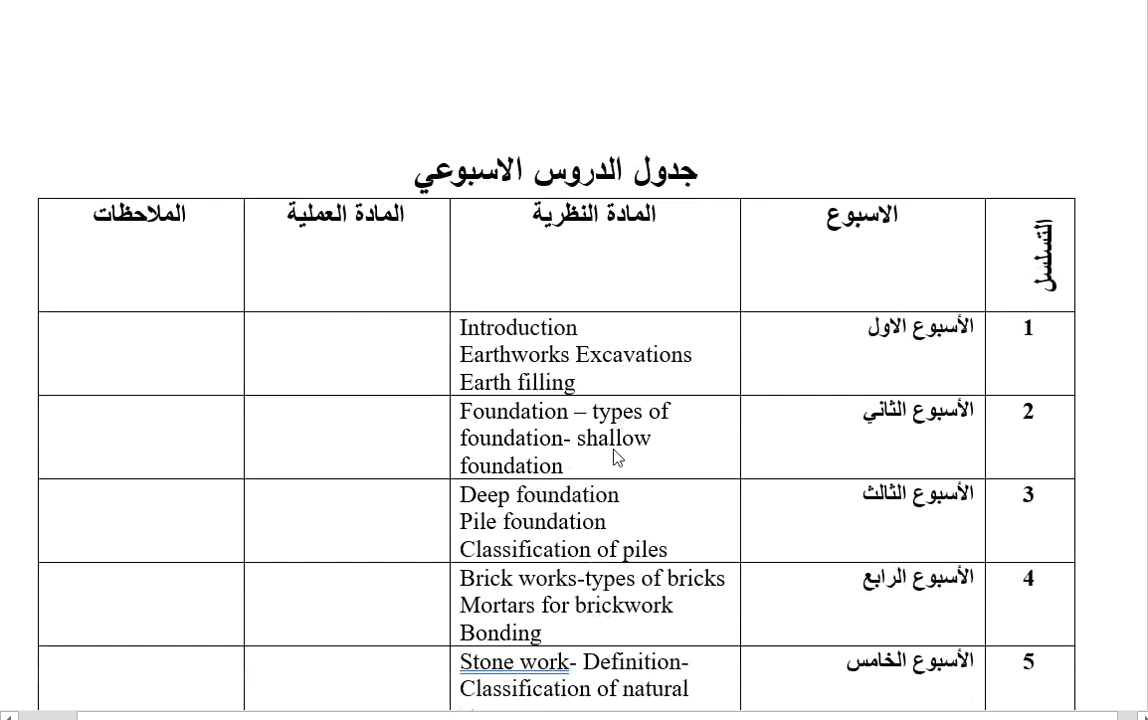 جدول الدروس الاسبوعي
التسلسل
الاسبوع
المادة النظرية
المادة العملية
الملاحظات
1
الأسبوع الاول
Introduction
Earthworks Excavations
Earth filling
2
الأسبوع الثاني
Foundation – types of
foundation- shallow
foundation
3
الأسبوع الثالث
Deep foundation
Pile foundation
Classification of piles
4
الأسبوع الرابع
Brick works-types of bricks
Mortars for brickwork
Bonding
5
الأسبوع الخامس
Stone work- Definition-
Classification of natural